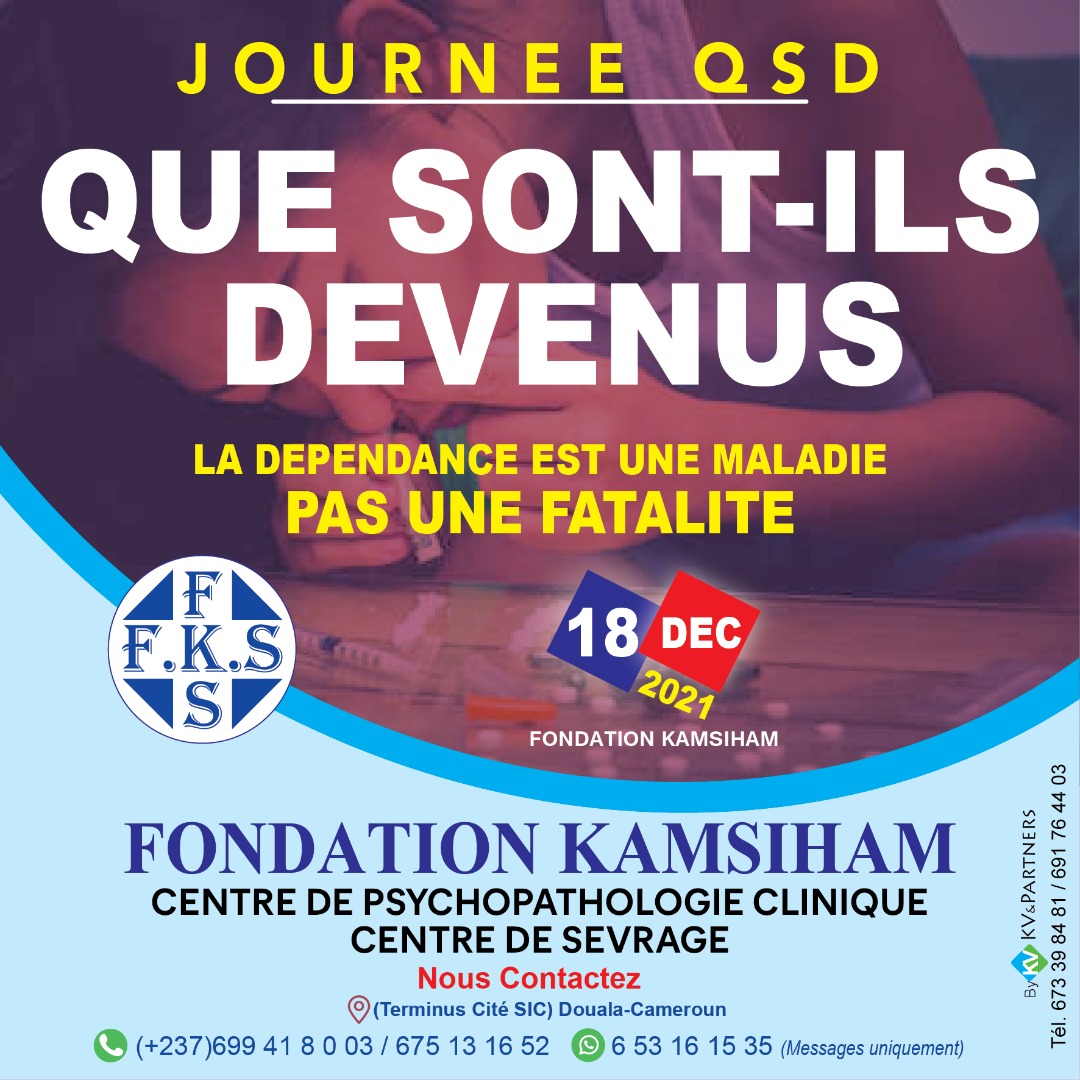 JOURNEE QSD
QUE SONT-ILS
DEVENUS
LA DEPENDANCE EST UNE MALADIE
PAS UNE FATALITE
F
F.K.S
S
18 DEC
2021
FONDATION KAMSIHAM
FONDATION KAMSIHAM
CENTRE DE PSYCHOPATHOLOGIE CLINIQUE
CENTRE DE SEVRAGE
Nous Contactez
(Terminus Cité SIC) Douala-Cameroun
(+237)699 41 8 0 03 / 675 13 16 52 6 53 16 15 35 (Messages uniquement)
By KV KV&PARTNERS
Tél. 673 39 84 81 / 691 76 44 03